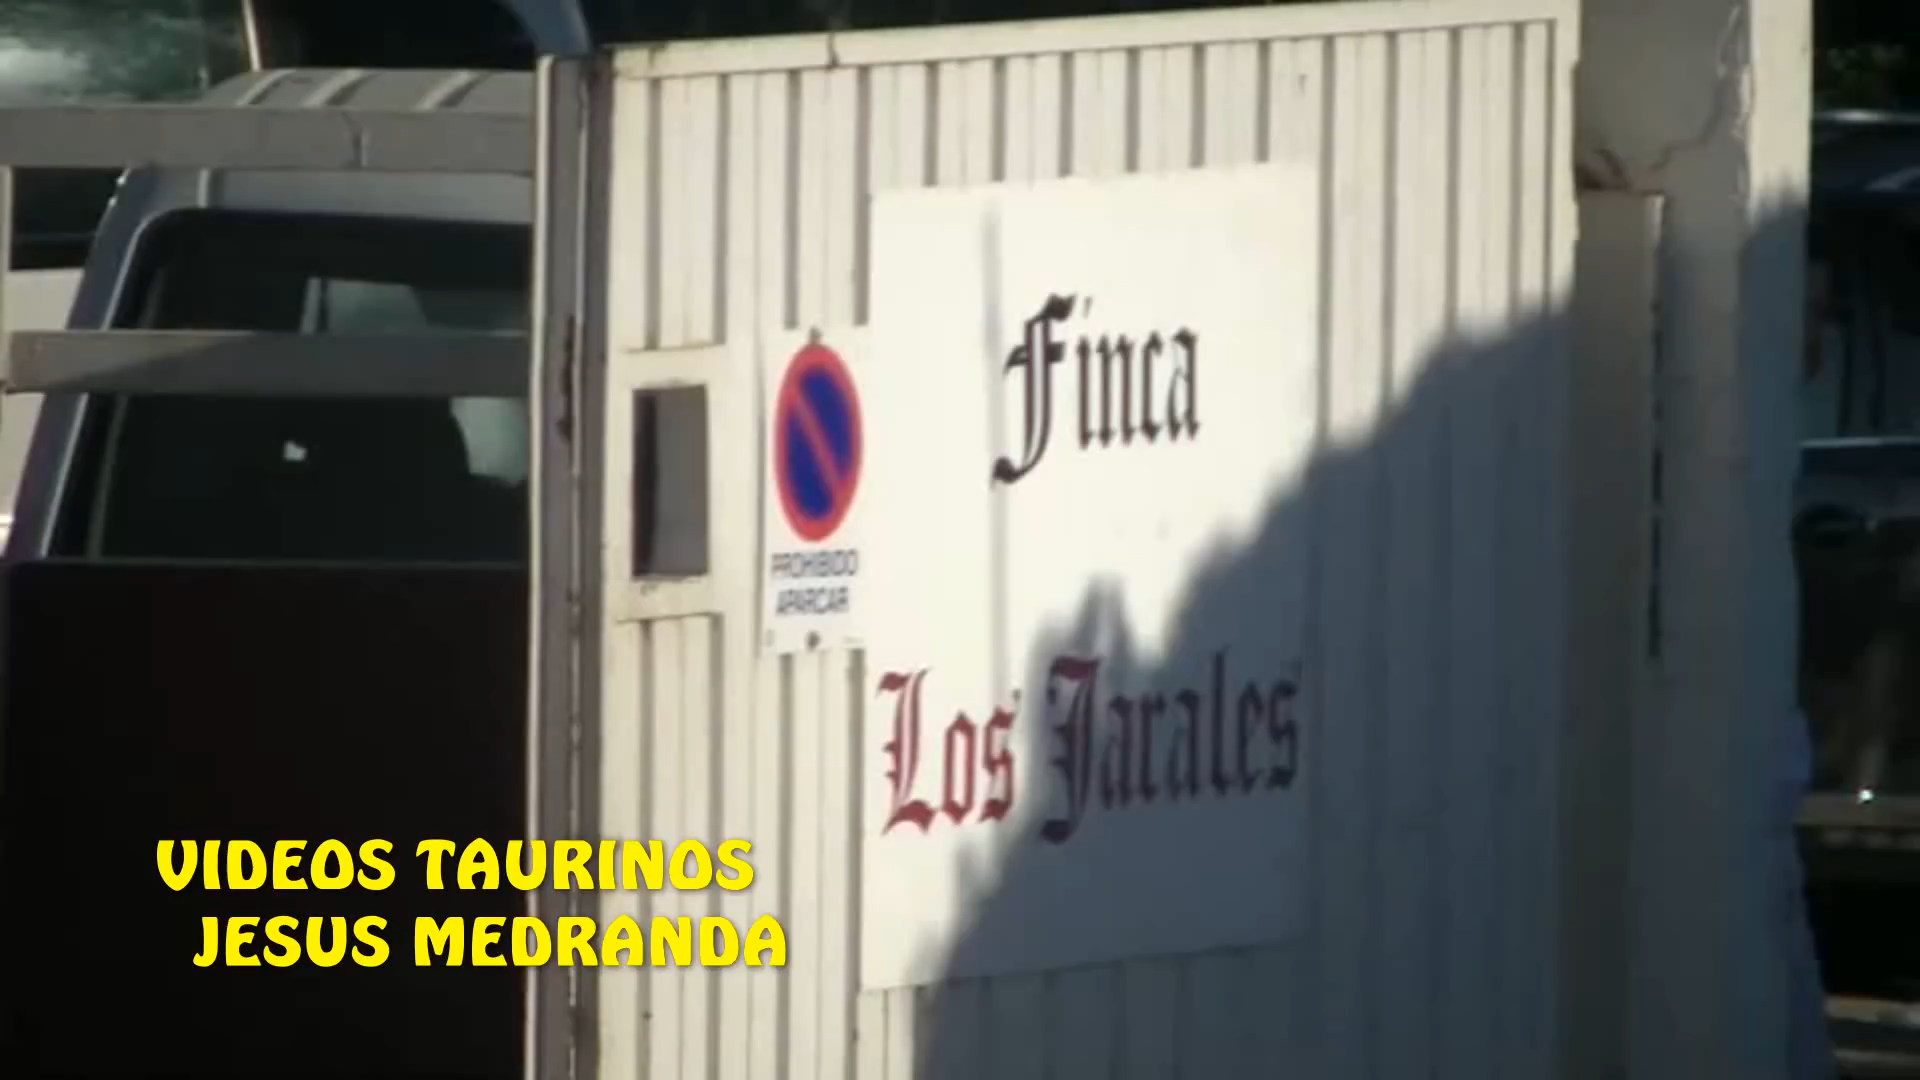 Finca
PROHIBIDO
APARCAR
Los Jarales
VIDEOS TAURINOS
JESUS MEDRANDA